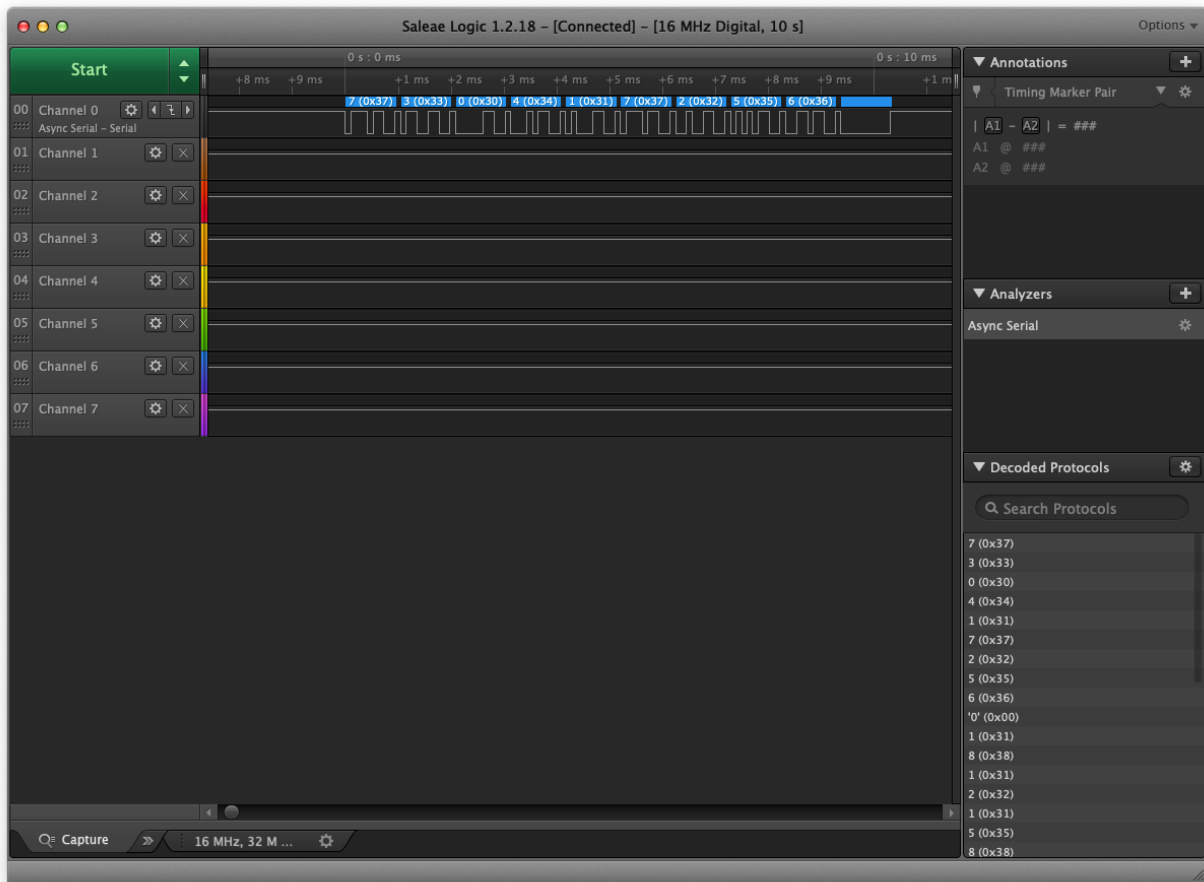 Saleae Logic 1.2.18 – [Connected] – [16 MHz Digital, 10 s]
Options
Start
0 s : 0 ms
0 s : 10 ms
+8 ms
+9 ms
+1 ms
+2 ms
+3 ms
+4 ms
+5 ms
+6 ms
+7 ms
+8 ms
+9 ms
+1 m
00 Channel 0
Async Serial – Serial
7 (0x37)
3 (0x33)
0 (0x30)
4 (0x34)
1 (0x31)
7 (0x37)
2 (0x32)
5 (0x35)
6 (0x36)
01 Channel 1
02 Channel 2
03 Channel 3
04 Channel 4
05 Channel 5
06 Channel 6
07 Channel 7
Capture
16 MHz, 32 M ...
Annotations
Timing Marker Pair
| A1 – A2 | = ###
A1 @ ###
A2 @ ###
Analyzers
Async Serial
Decoded Protocols
Search Protocols
7 (0x37)
3 (0x33)
0 (0x30)
4 (0x34)
1 (0x31)
7 (0x37)
2 (0x32)
5 (0x35)
6 (0x36)
'0' (0x00)
1 (0x31)
8 (0x38)
1 (0x31)
2 (0x32)
1 (0x31)
5 (0x35)
8 (0x38)